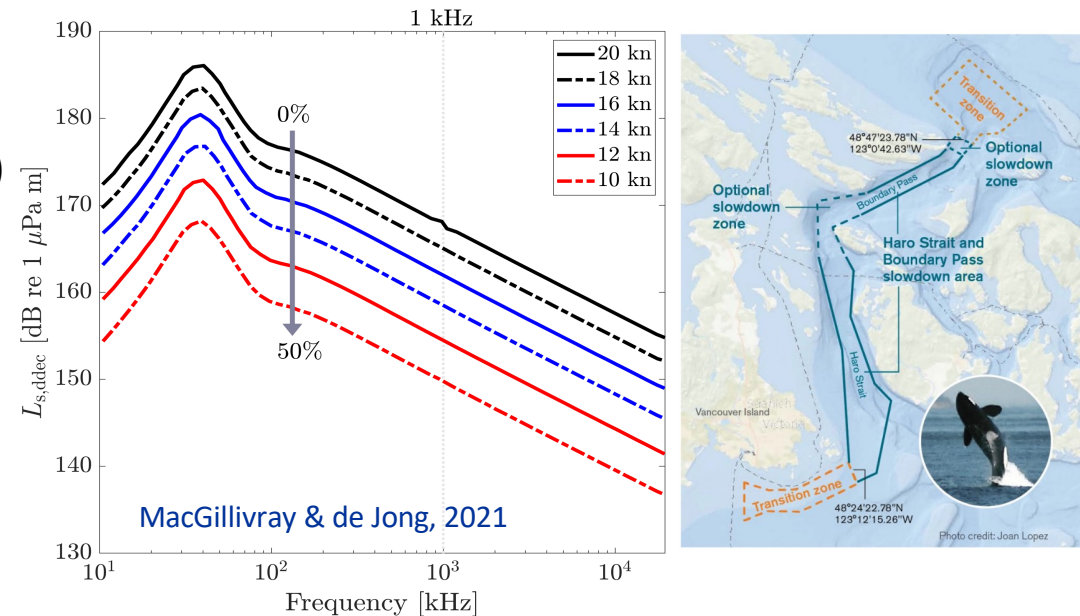 1 kHz
190
180
170
160
150
140
130
L_{s,ddec} [dB re 1 μPa m]
10^1
10^2
10^3
10^4
Frequency [kHz]
20 kn
18 kn
16 kn
14 kn
12 kn
10 kn
0%
50%
MacGillivray & de Jong, 2021
)
Transition
zone
48°47'23.78"N
123°0'42.63"W
Optional
slowdown
zone
Optional
slowdown
zone
Boundary Pass
Haro Strait and
Boundary Pass
slowdown area
Haro Strait
Vancouver Island
Transition zone
48°24'22.78"N
123°12'15.26"W
Photo credit: Joan Lopez